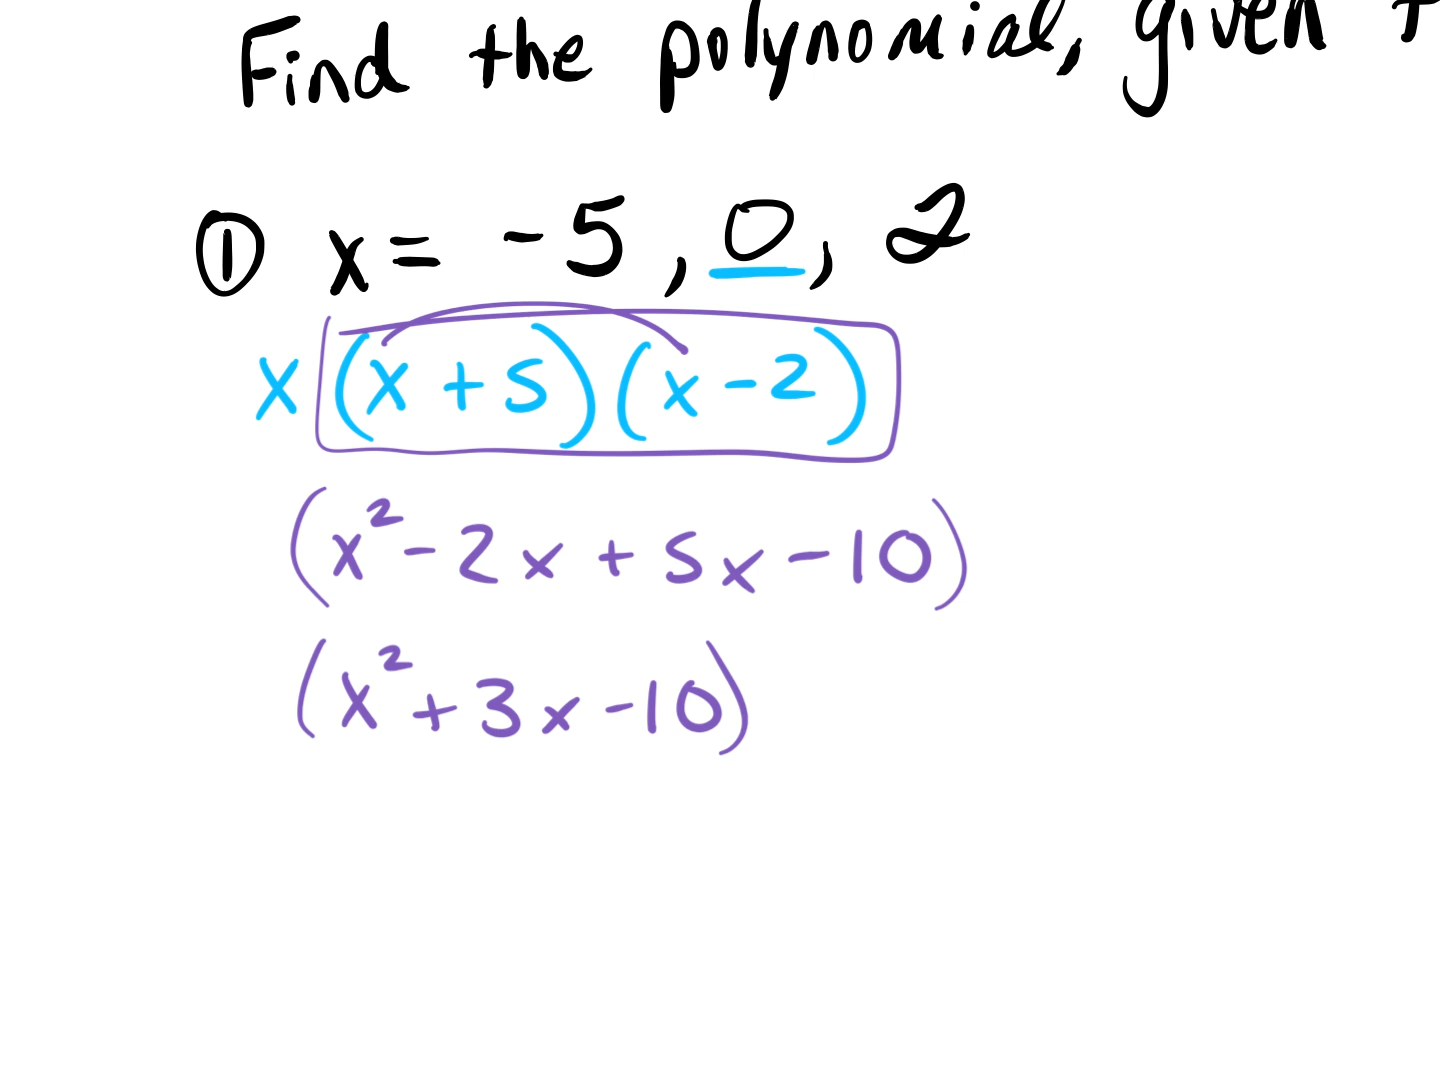 Find the polynomial, given
① x = -5, 0, 2
x(x + 5)(x - 2)
(x² - 2x + 5x - 10)
(x² + 3x - 10)